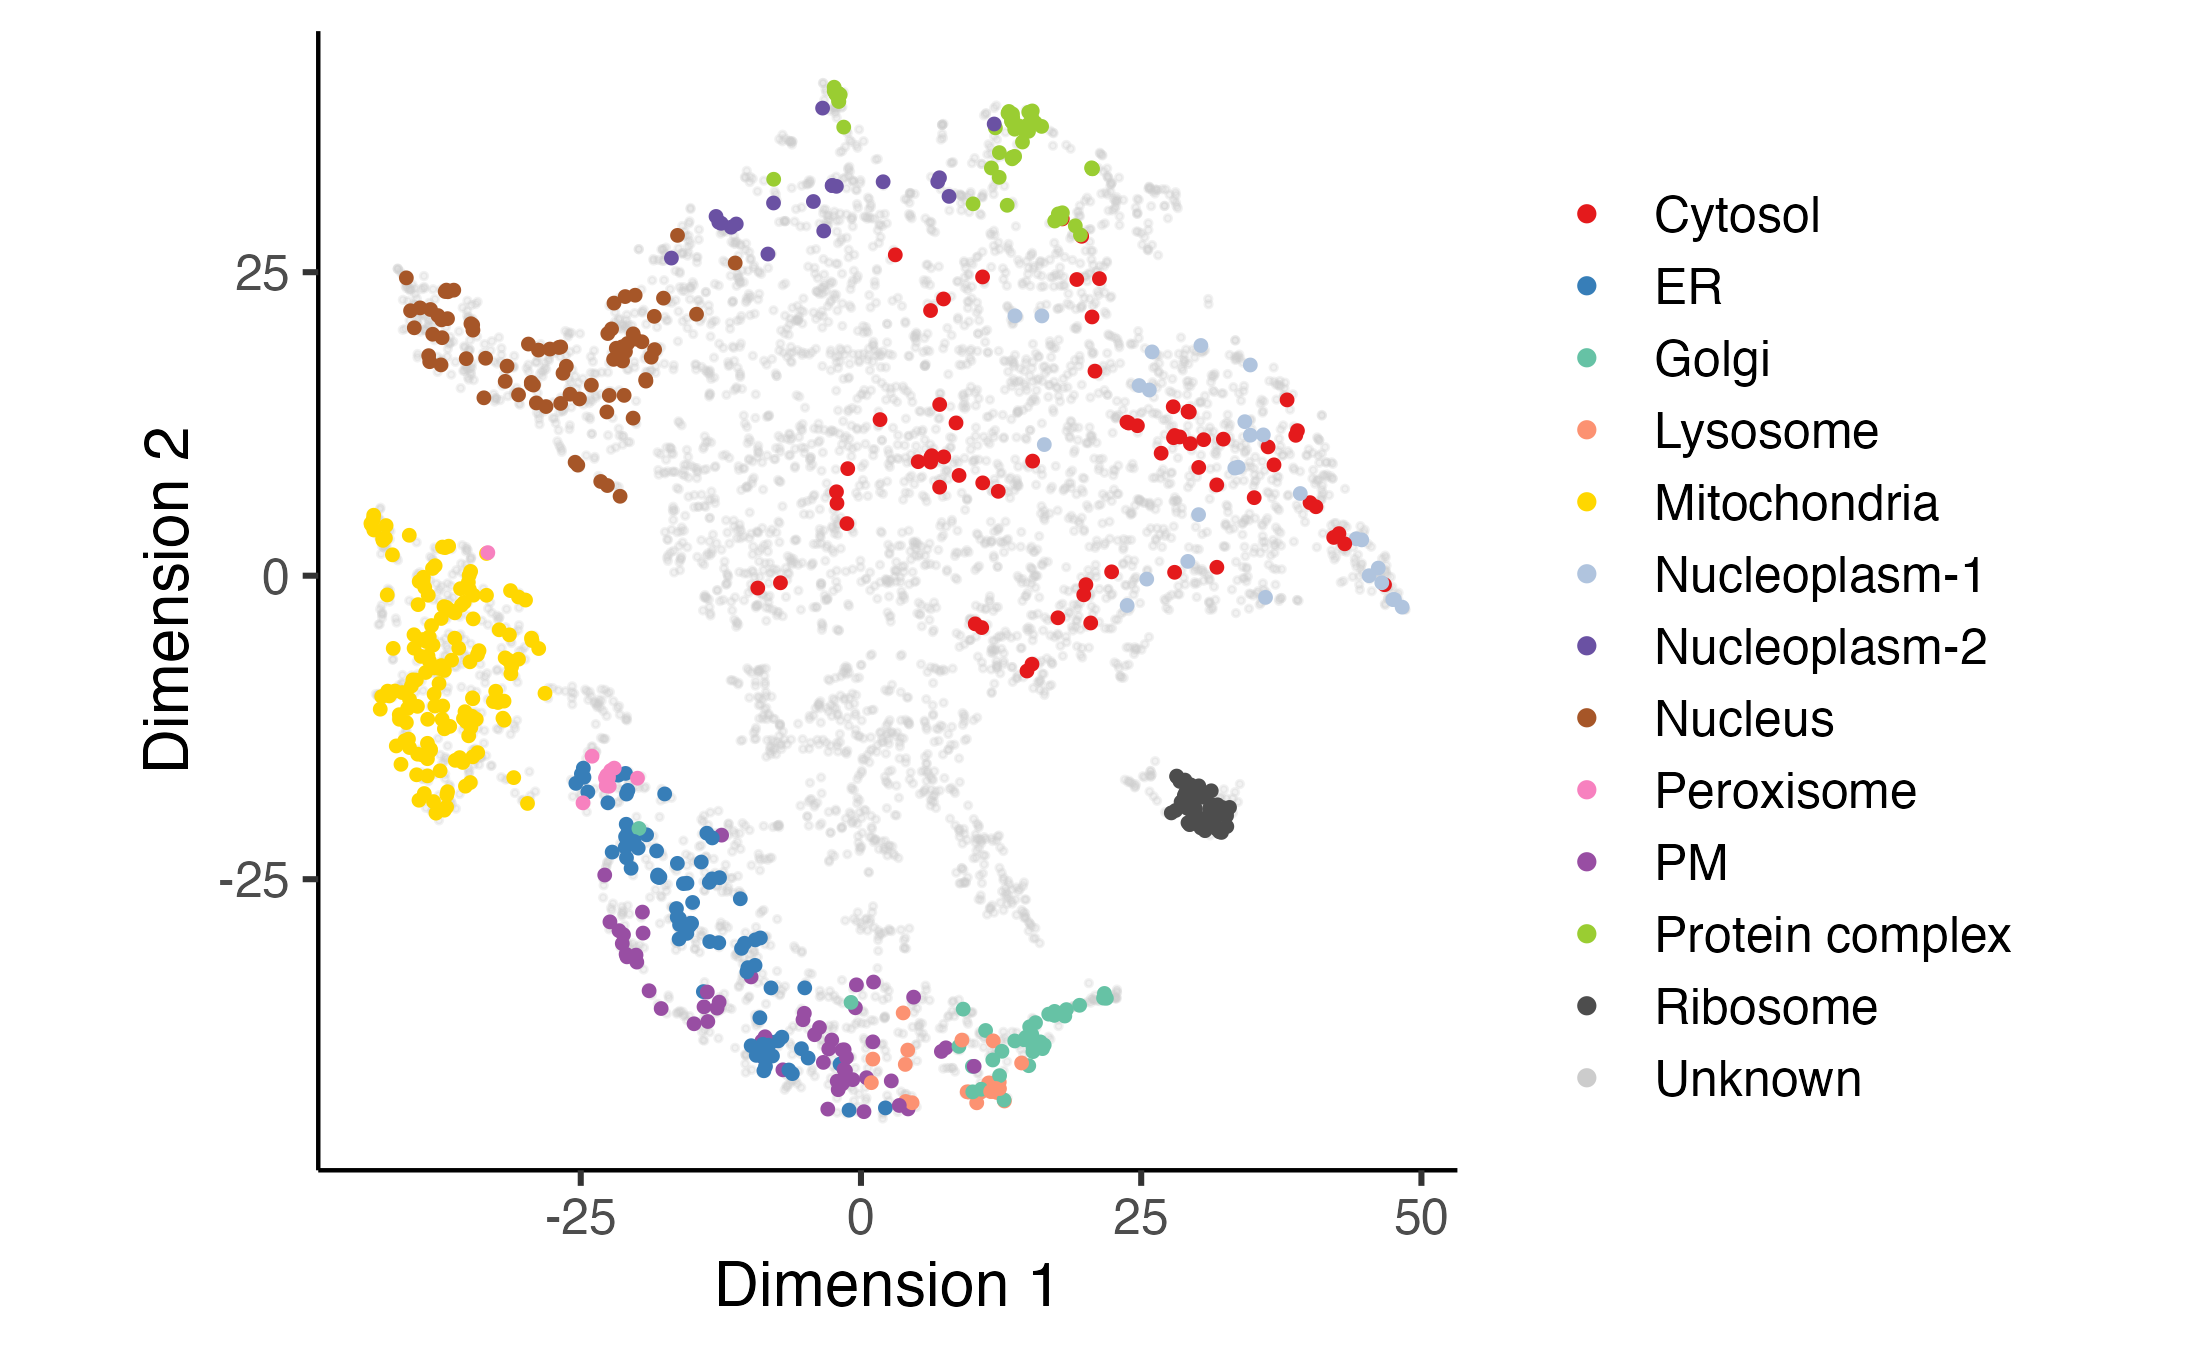 Dimension 2
25
0
-25
-25
0
25
50
Dimension 1
Cytosol
ER
Golgi
Lysosome
Mitochondria
Nucleoplasm-1
Nucleoplasm-2
Nucleus
Peroxisome
PM
Protein complex
Ribosome
Unknown